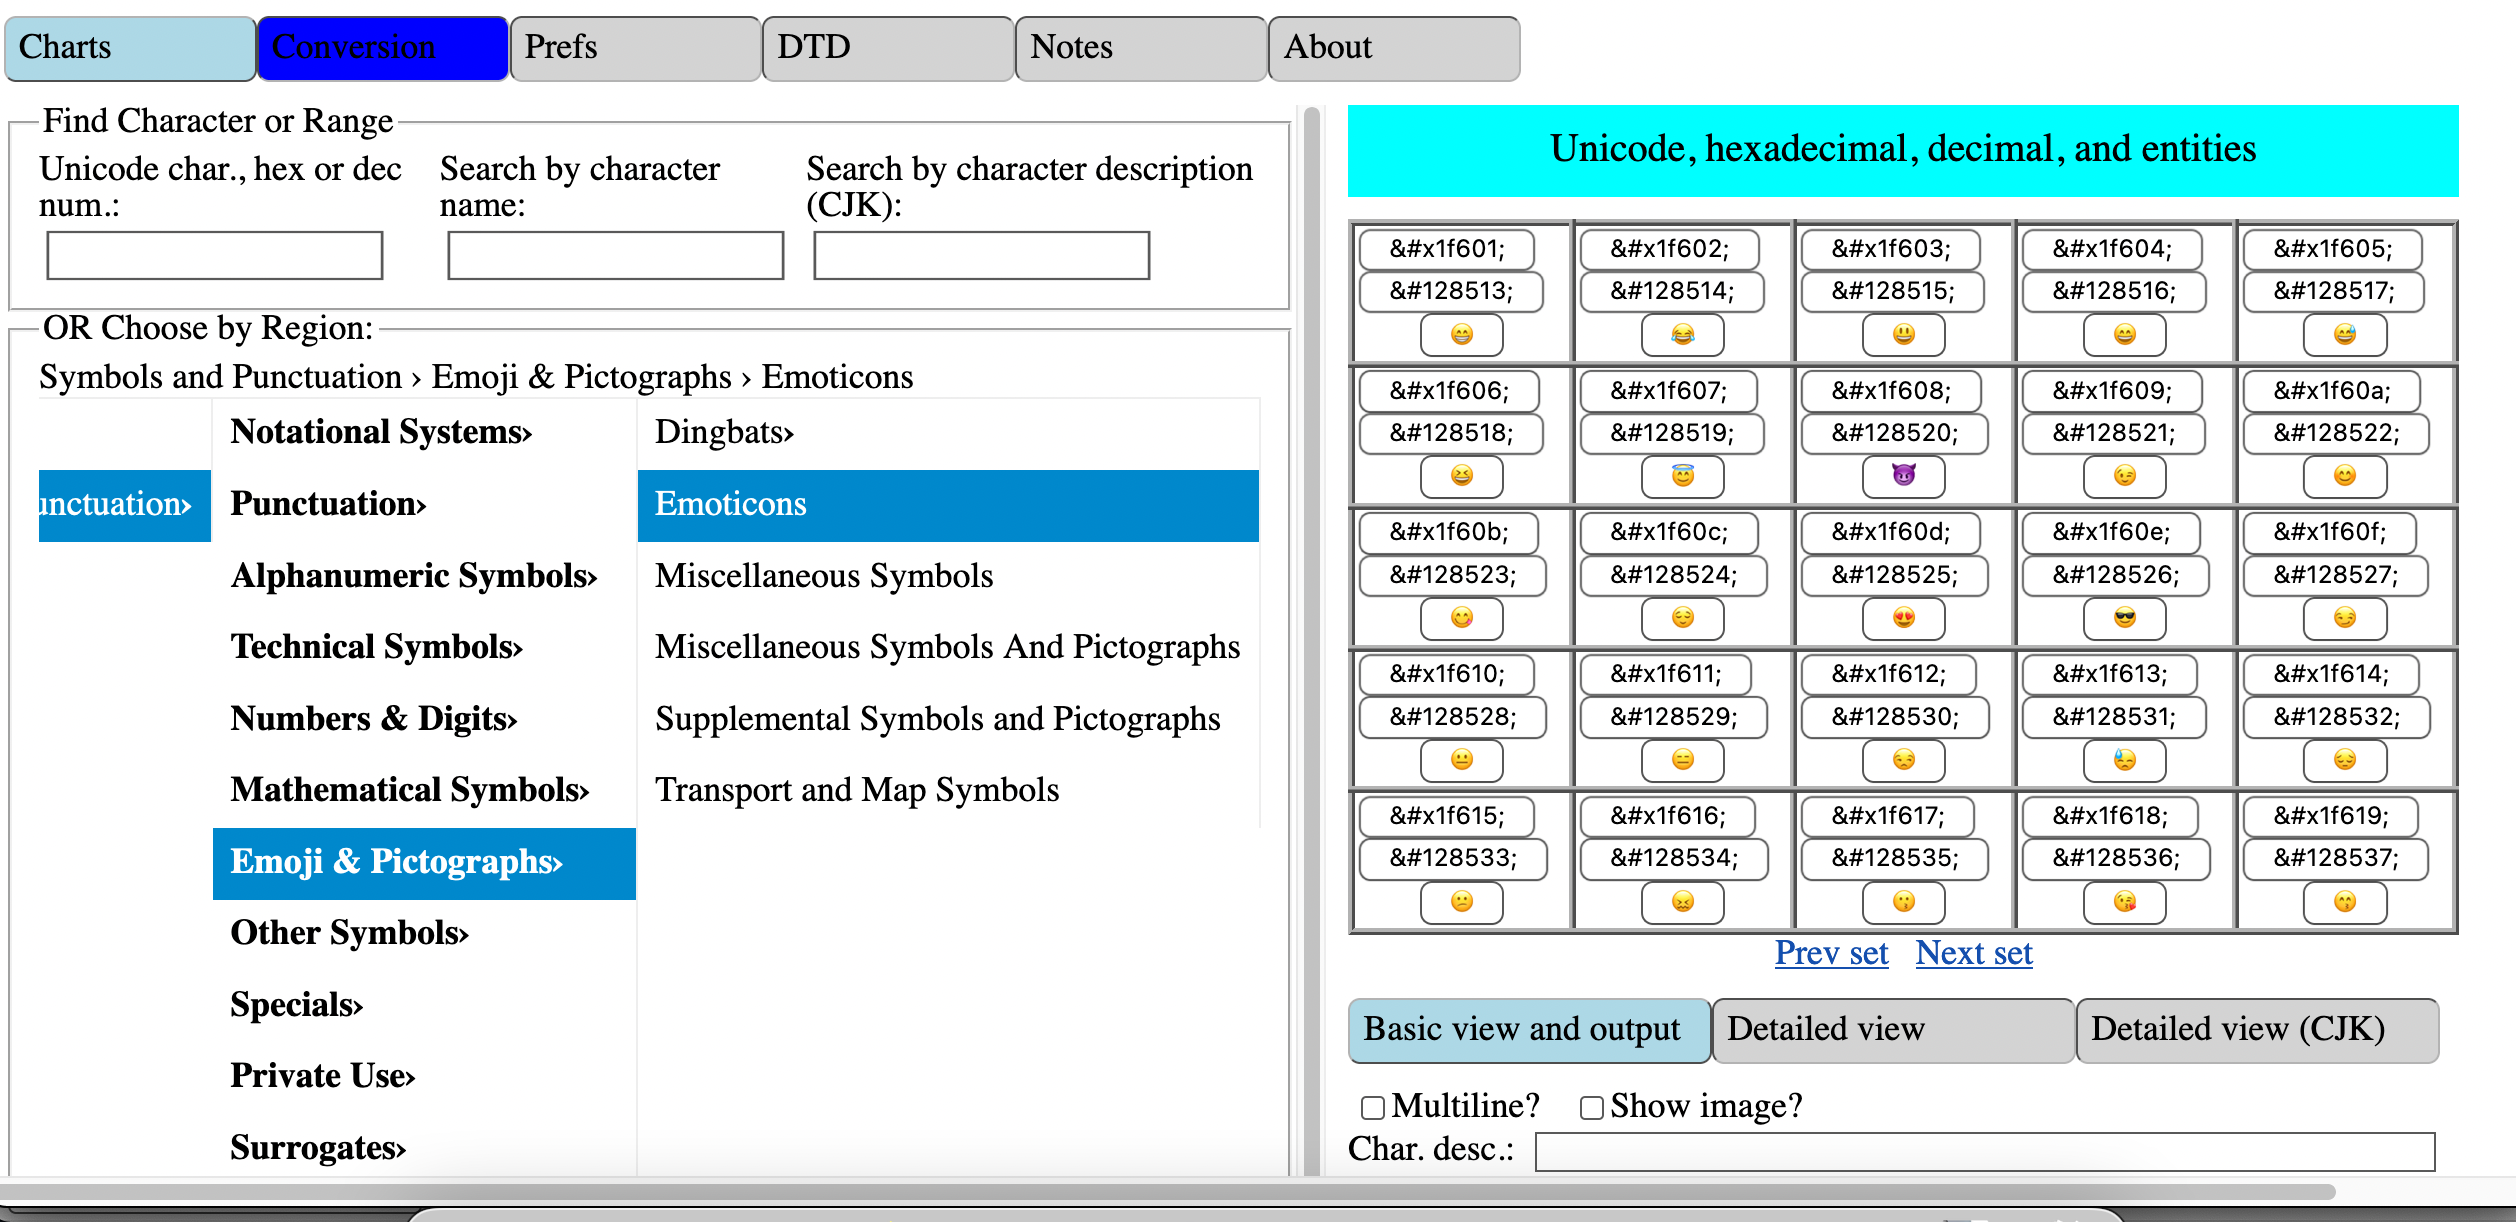 Charts Conversion Prefs DTD Notes About
Find Character or Range
Unicode char., hex or dec num.:
Search by character name:
Search by character description (CJK):
OR Choose by Region:
Symbols and Punctuation › Emoji & Pictographs › Emoticons
unctuation›
Notational Systems›
Punctuation›
Alphanumeric Symbols›
Technical Symbols›
Numbers & Digits›
Mathematical Symbols›
Emoji & Pictographs›
Other Symbols›
Specials›
Private Use›
Surrogates›
Dingbats›
Emoticons
Miscellaneous Symbols
Miscellaneous Symbols And Pictographs
Supplemental Symbols and Pictographs
Transport and Map Symbols
Unicode, hexadecimal, decimal, and entities
&#x1f601; &#x1f602; &#x1f603; &#x1f604; &#x1f605;
&#128513; &#128514; &#128515; &#128516; &#128517;
😁 😂 😃 😄 😅
&#x1f606; &#x1f607; &#x1f608; &#x1f609; &#x1f60a;
&#128518; &#128519; &#128520; &#128521; &#128522;
😆 😇 😈 😉 😊
&#x1f60b; &#x1f60c; &#x1f60d; &#x1f60e; &#x1f60f;
&#128523; &#128524; &#128525; &#128526; &#128527;
😋 😌 😍 😎 😏
&#x1f610; &#x1f611; &#x1f612; &#x1f613; &#x1f614;
&#128528; &#128529; &#128530; &#128531; &#128532;
😐 😑 😒 😓 😔
&#x1f615; &#x1f616; &#x1f617; &#x1f618; &#x1f619;
&#128533; &#128534; &#128535; &#128536; &#128537;
😕 😖 😗 😘 😙
Prev set Next set
Basic view and output Detailed view Detailed view (CJK)
Multiline? Show image?
Char. desc.: